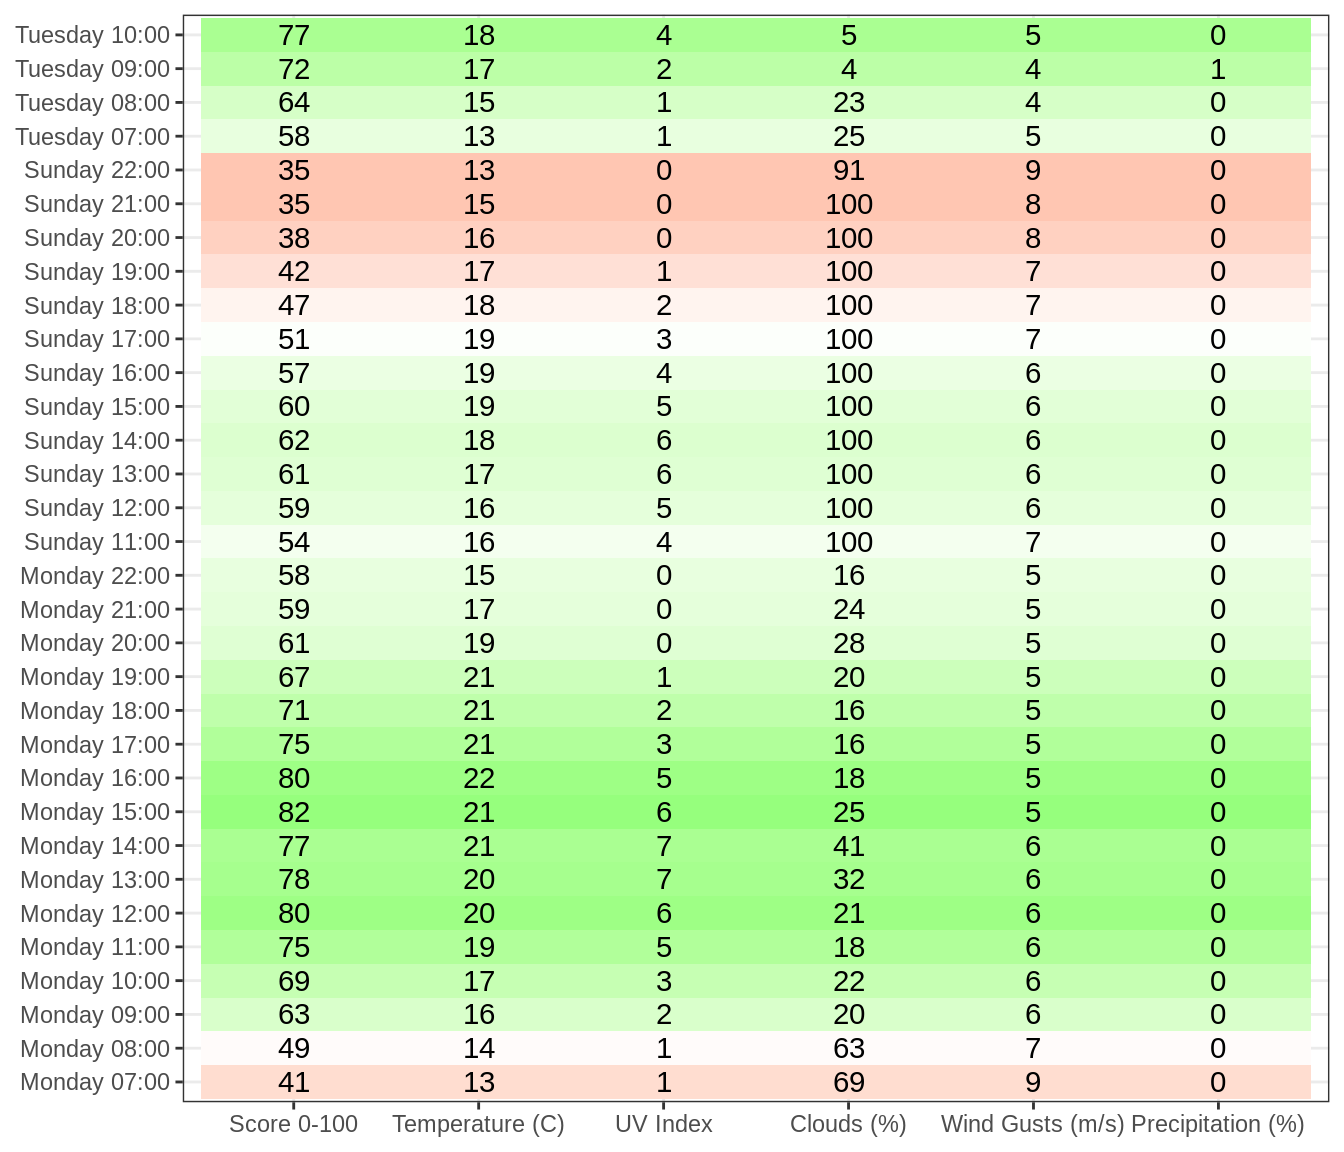 Tuesday 10:00 77 18 4 5 5 0
Tuesday 09:00 72 17 2 4 4 1
Tuesday 08:00 64 15 1 23 4 0
Tuesday 07:00 58 13 1 25 5 0
Sunday 22:00 35 13 0 91 9 0
Sunday 21:00 35 15 0 100 8 0
Sunday 20:00 38 16 0 100 8 0
Sunday 19:00 42 17 1 100 7 0
Sunday 18:00 47 18 2 100 7 0
Sunday 17:00 51 19 3 100 7 0
Sunday 16:00 57 19 4 100 6 0
Sunday 15:00 60 19 5 100 6 0
Sunday 14:00 62 18 6 100 6 0
Sunday 13:00 61 17 6 100 6 0
Sunday 12:00 59 16 5 100 6 0
Sunday 11:00 54 16 4 100 7 0
Monday 22:00 58 15 0 16 5 0
Monday 21:00 59 17 0 24 5 0
Monday 20:00 61 19 0 28 5 0
Monday 19:00 67 21 1 20 5 0
Monday 18:00 71 21 2 16 5 0
Monday 17:00 75 21 3 16 5 0
Monday 16:00 80 22 5 18 5 0
Monday 15:00 82 21 6 25 5 0
Monday 14:00 77 21 7 41 6 0
Monday 13:00 78 20 7 32 6 0
Monday 12:00 80 20 6 21 6 0
Monday 11:00 75 19 5 18 6 0
Monday 10:00 69 17 3 22 6 0
Monday 09:00 63 16 2 20 6 0
Monday 08:00 49 14 1 63 7 0
Monday 07:00 41 13 1 69 9 0
Score 0-100 Temperature (C) UV Index Clouds (%) Wind Gusts (m/s) Precipitation (%)